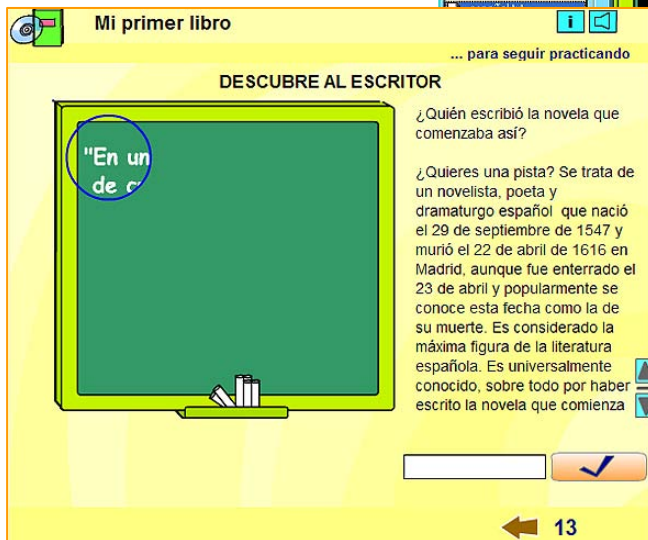 Mi primer libro
i
... para seguir practicando
DESCUBRE AL ESCRITOR
"En un
de
¿Quién escribió la novela que
comenzaba así?
¿Quieres una pista? Se trata de
un novelista, poeta y
dramaturgo español que nació
el 29 de septiembre de 1547 y
murió el 22 de abril de 1616 en
Madrid, aunque fue enterrado el
23 de abril y popularmente se
conoce esta fecha como la de
su muerte. Es considerado la
máxima figura de la literatura
española. Es universalmente
conocido, sobre todo por haber
escrito la novela que comienza
13